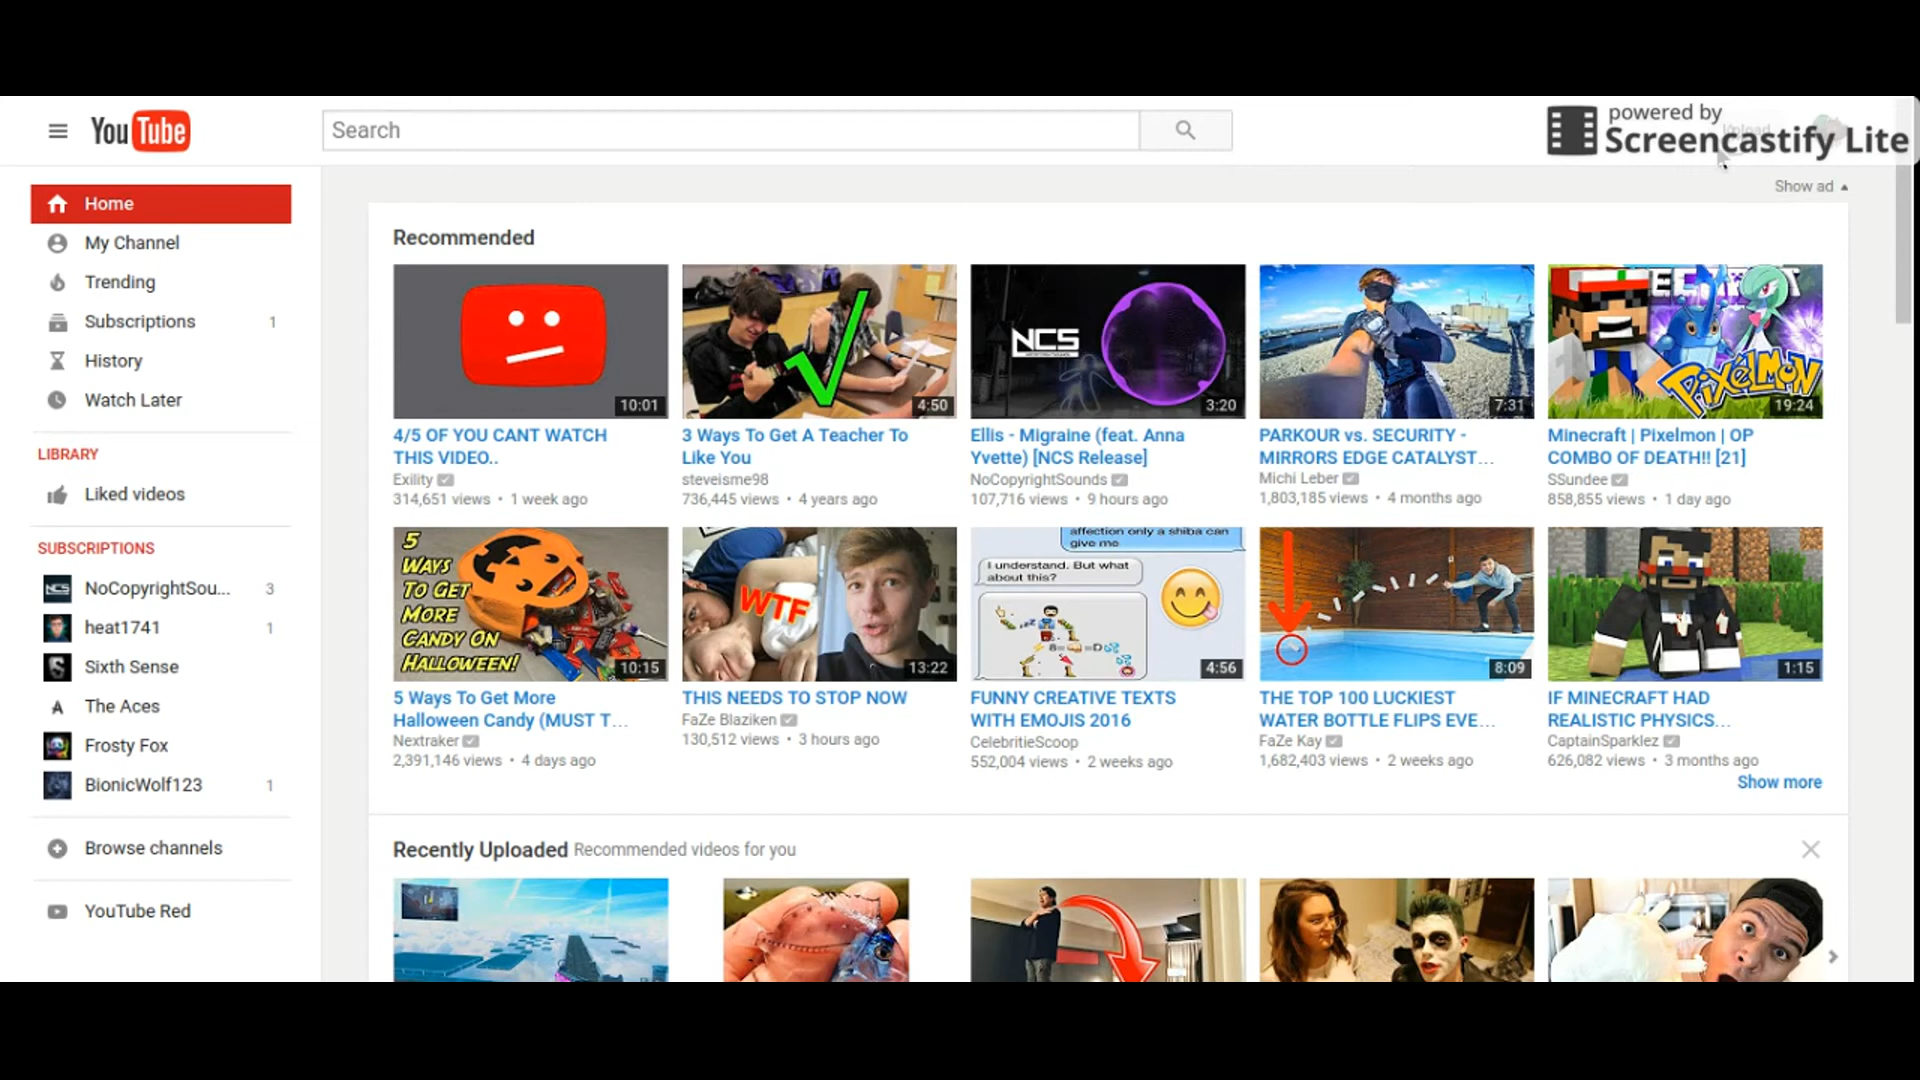 YouTube
Search
Upload
powered by
Screencastify Lite
Show ad
Home
My Channel
Trending
Subscriptions 1
History
Watch Later
LIBRARY
Liked videos
SUBSCRIPTIONS
NoCopyrightSou... 3
heat1741 1
Sixth Sense
The Aces
Frosty Fox
BionicWolf123 1
Browse channels
YouTube Red
Recommended
10:01
4/5 OF YOU CANT WATCH
THIS VIDEO..
Exility
314,651 views • 1 week ago
4:50
3 Ways To Get A Teacher To
Like You
steveisme98
736,445 views • 4 years ago
NCS
3:20
Ellis - Migraine (feat. Anna
Yvette) [NCS Release]
NoCopyrightSounds
107,716 views • 9 hours ago
7:31
PARKOUR vs. SECURITY -
MIRRORS EDGE CATALYST...
Michi Leber
1,803,185 views • 4 months ago
PIXELMON
19:24
Minecraft | Pixelmon | OP
COMBO OF DEATH!! [21]
SSundee
858,855 views • 1 day ago
5
WAYS
TO GET
MORE
CANDY ON
HALLOWEEN!
10:15
5 Ways To Get More
Halloween Candy (MUST T...
Nextraker
2,391,146 views • 4 days ago
WTF
13:22
THIS NEEDS TO STOP NOW
FaZe Blaziken
130,512 views • 3 hours ago
affection only a shiba can
give me
I understand. But what
about this?
4:56
FUNNY CREATIVE TEXTS
WITH EMOJIS 2016
CelebritieScoop
552,004 views • 2 weeks ago
8:09
THE TOP 100 LUCKIEST
WATER BOTTLE FLIPS EVE...
FaZe Kay
1,682,403 views • 2 weeks ago
1:15
IF MINECRAFT HAD
REALISTIC PHYSICS...
CaptainSparklez
626,082 views • 3 months ago
Show more
Recently Uploaded Recommended videos for you